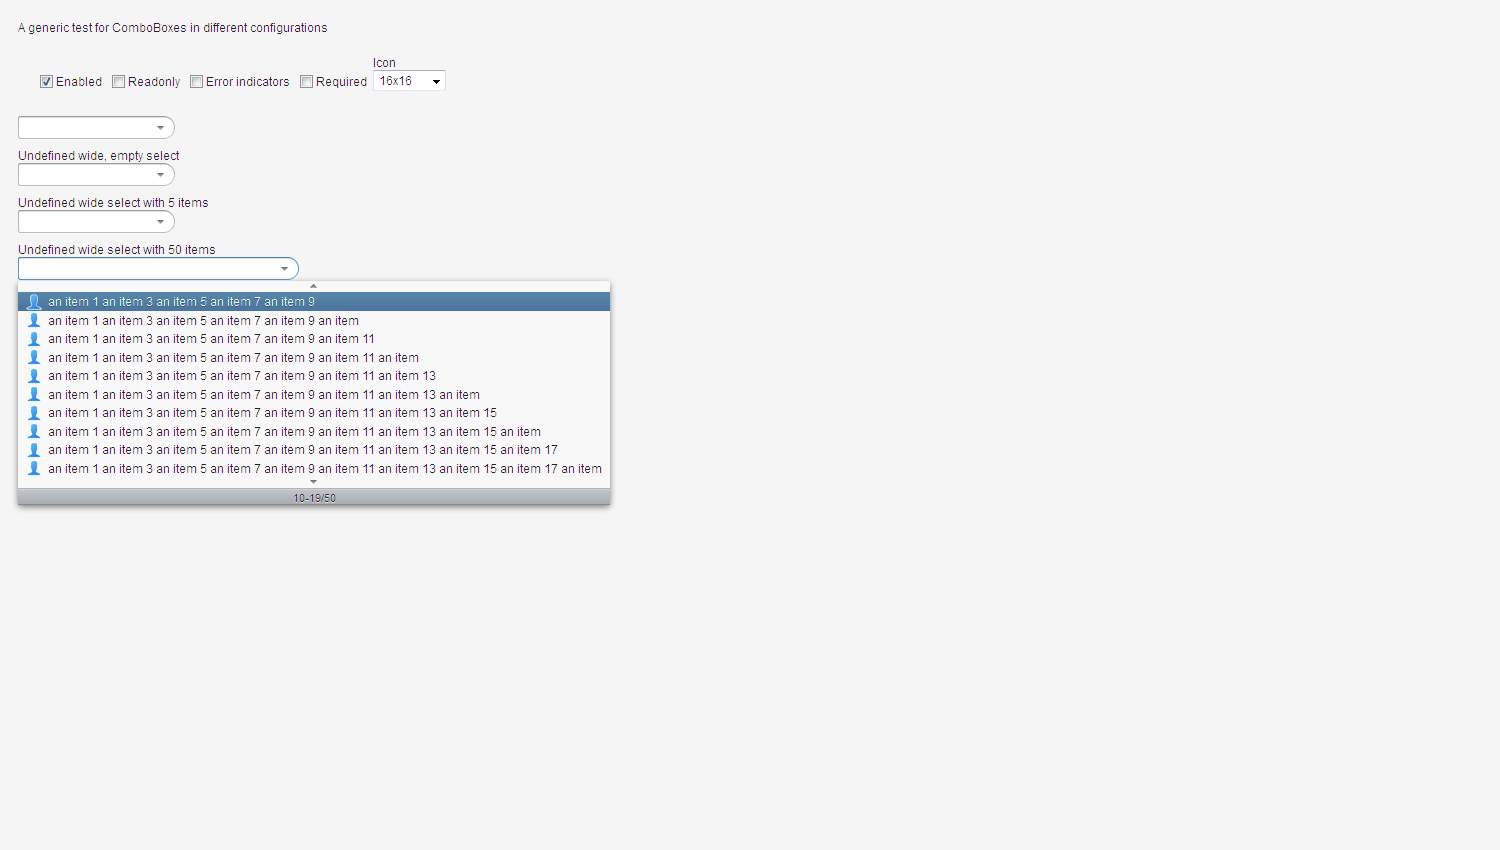 A generic test for ComboBoxes in different configurations
Icon
Enabled Readonly Error indicators Required 16x16
Undefined wide, empty select
Undefined wide select with 5 items
Undefined wide select with 50 items
an item 1 an item 3 an item 5 an item 7 an item 9
an item 1 an item 3 an item 5 an item 7 an item 9 an item
an item 1 an item 3 an item 5 an item 7 an item 9 an item 11
an item 1 an item 3 an item 5 an item 7 an item 9 an item 11 an item
an item 1 an item 3 an item 5 an item 7 an item 9 an item 11 an item 13
an item 1 an item 3 an item 5 an item 7 an item 9 an item 11 an item 13 an item
an item 1 an item 3 an item 5 an item 7 an item 9 an item 11 an item 13 an item 15
an item 1 an item 3 an item 5 an item 7 an item 9 an item 11 an item 13 an item 15 an item
an item 1 an item 3 an item 5 an item 7 an item 9 an item 11 an item 13 an item 15 an item 17
an item 1 an item 3 an item 5 an item 7 an item 9 an item 11 an item 13 an item 15 an item 17 an item
10-19/50